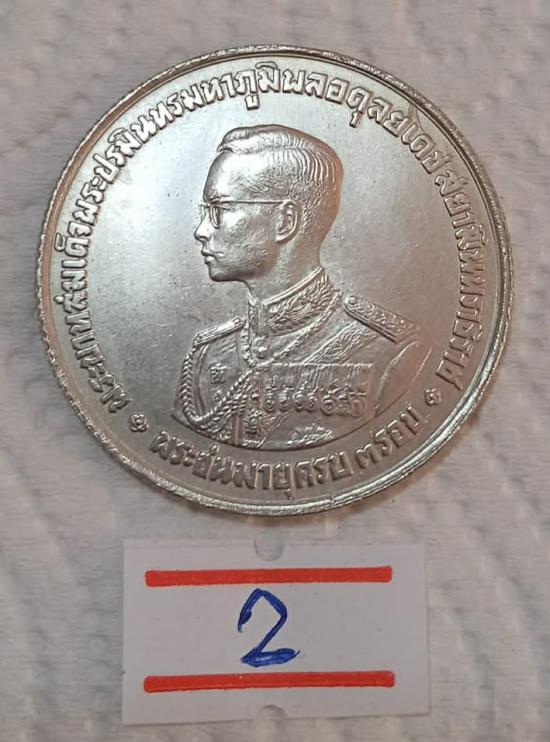 พระบาทสมเด็จพระปรมินทรมหาภูมิพลอดุลยเดช สยามินทราธิราช
พระชนมายุครบ ๓ รอบ
2